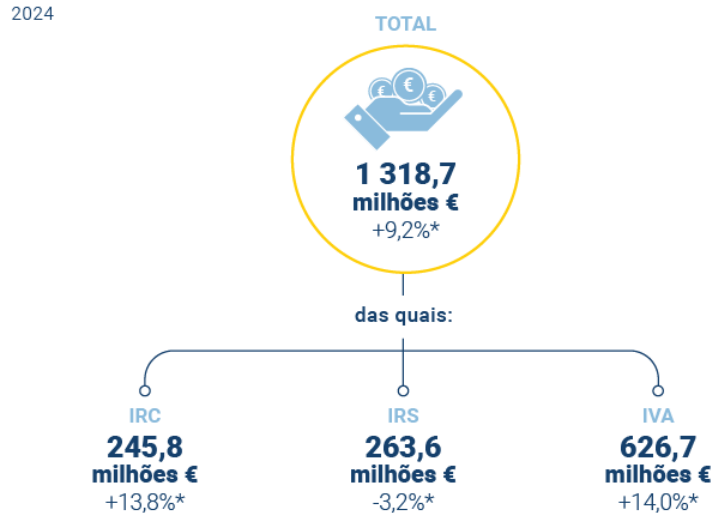 2024
TOTAL
€ € €
1 318,7
milhões €
+9,2%*
das quais:
IRC
245,8
milhões €
+13,8%*
IRS
263,6
milhões €
-3,2%*
IVA
626,7
milhões €
+14,0%*